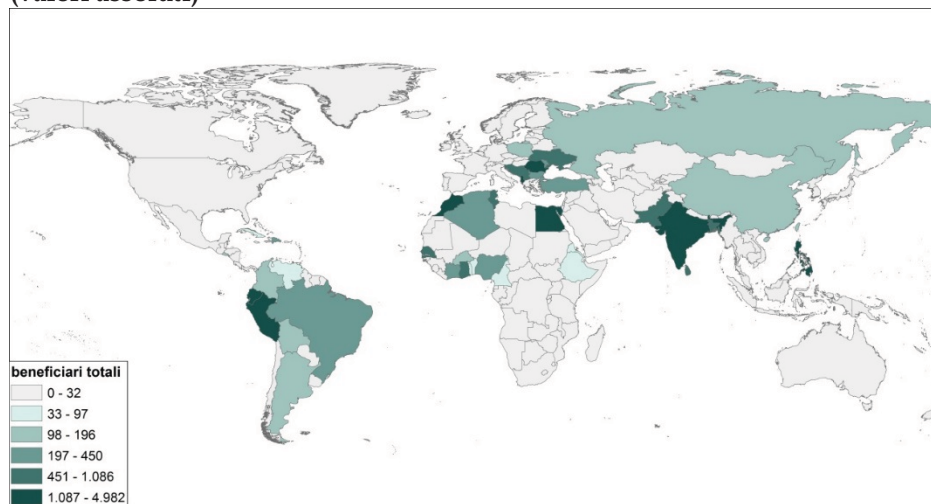 (valori assoluti)
beneficiari totali
0 - 32
33 - 97
98 - 196
197 - 450
451 - 1.086
1.087 - 4.982